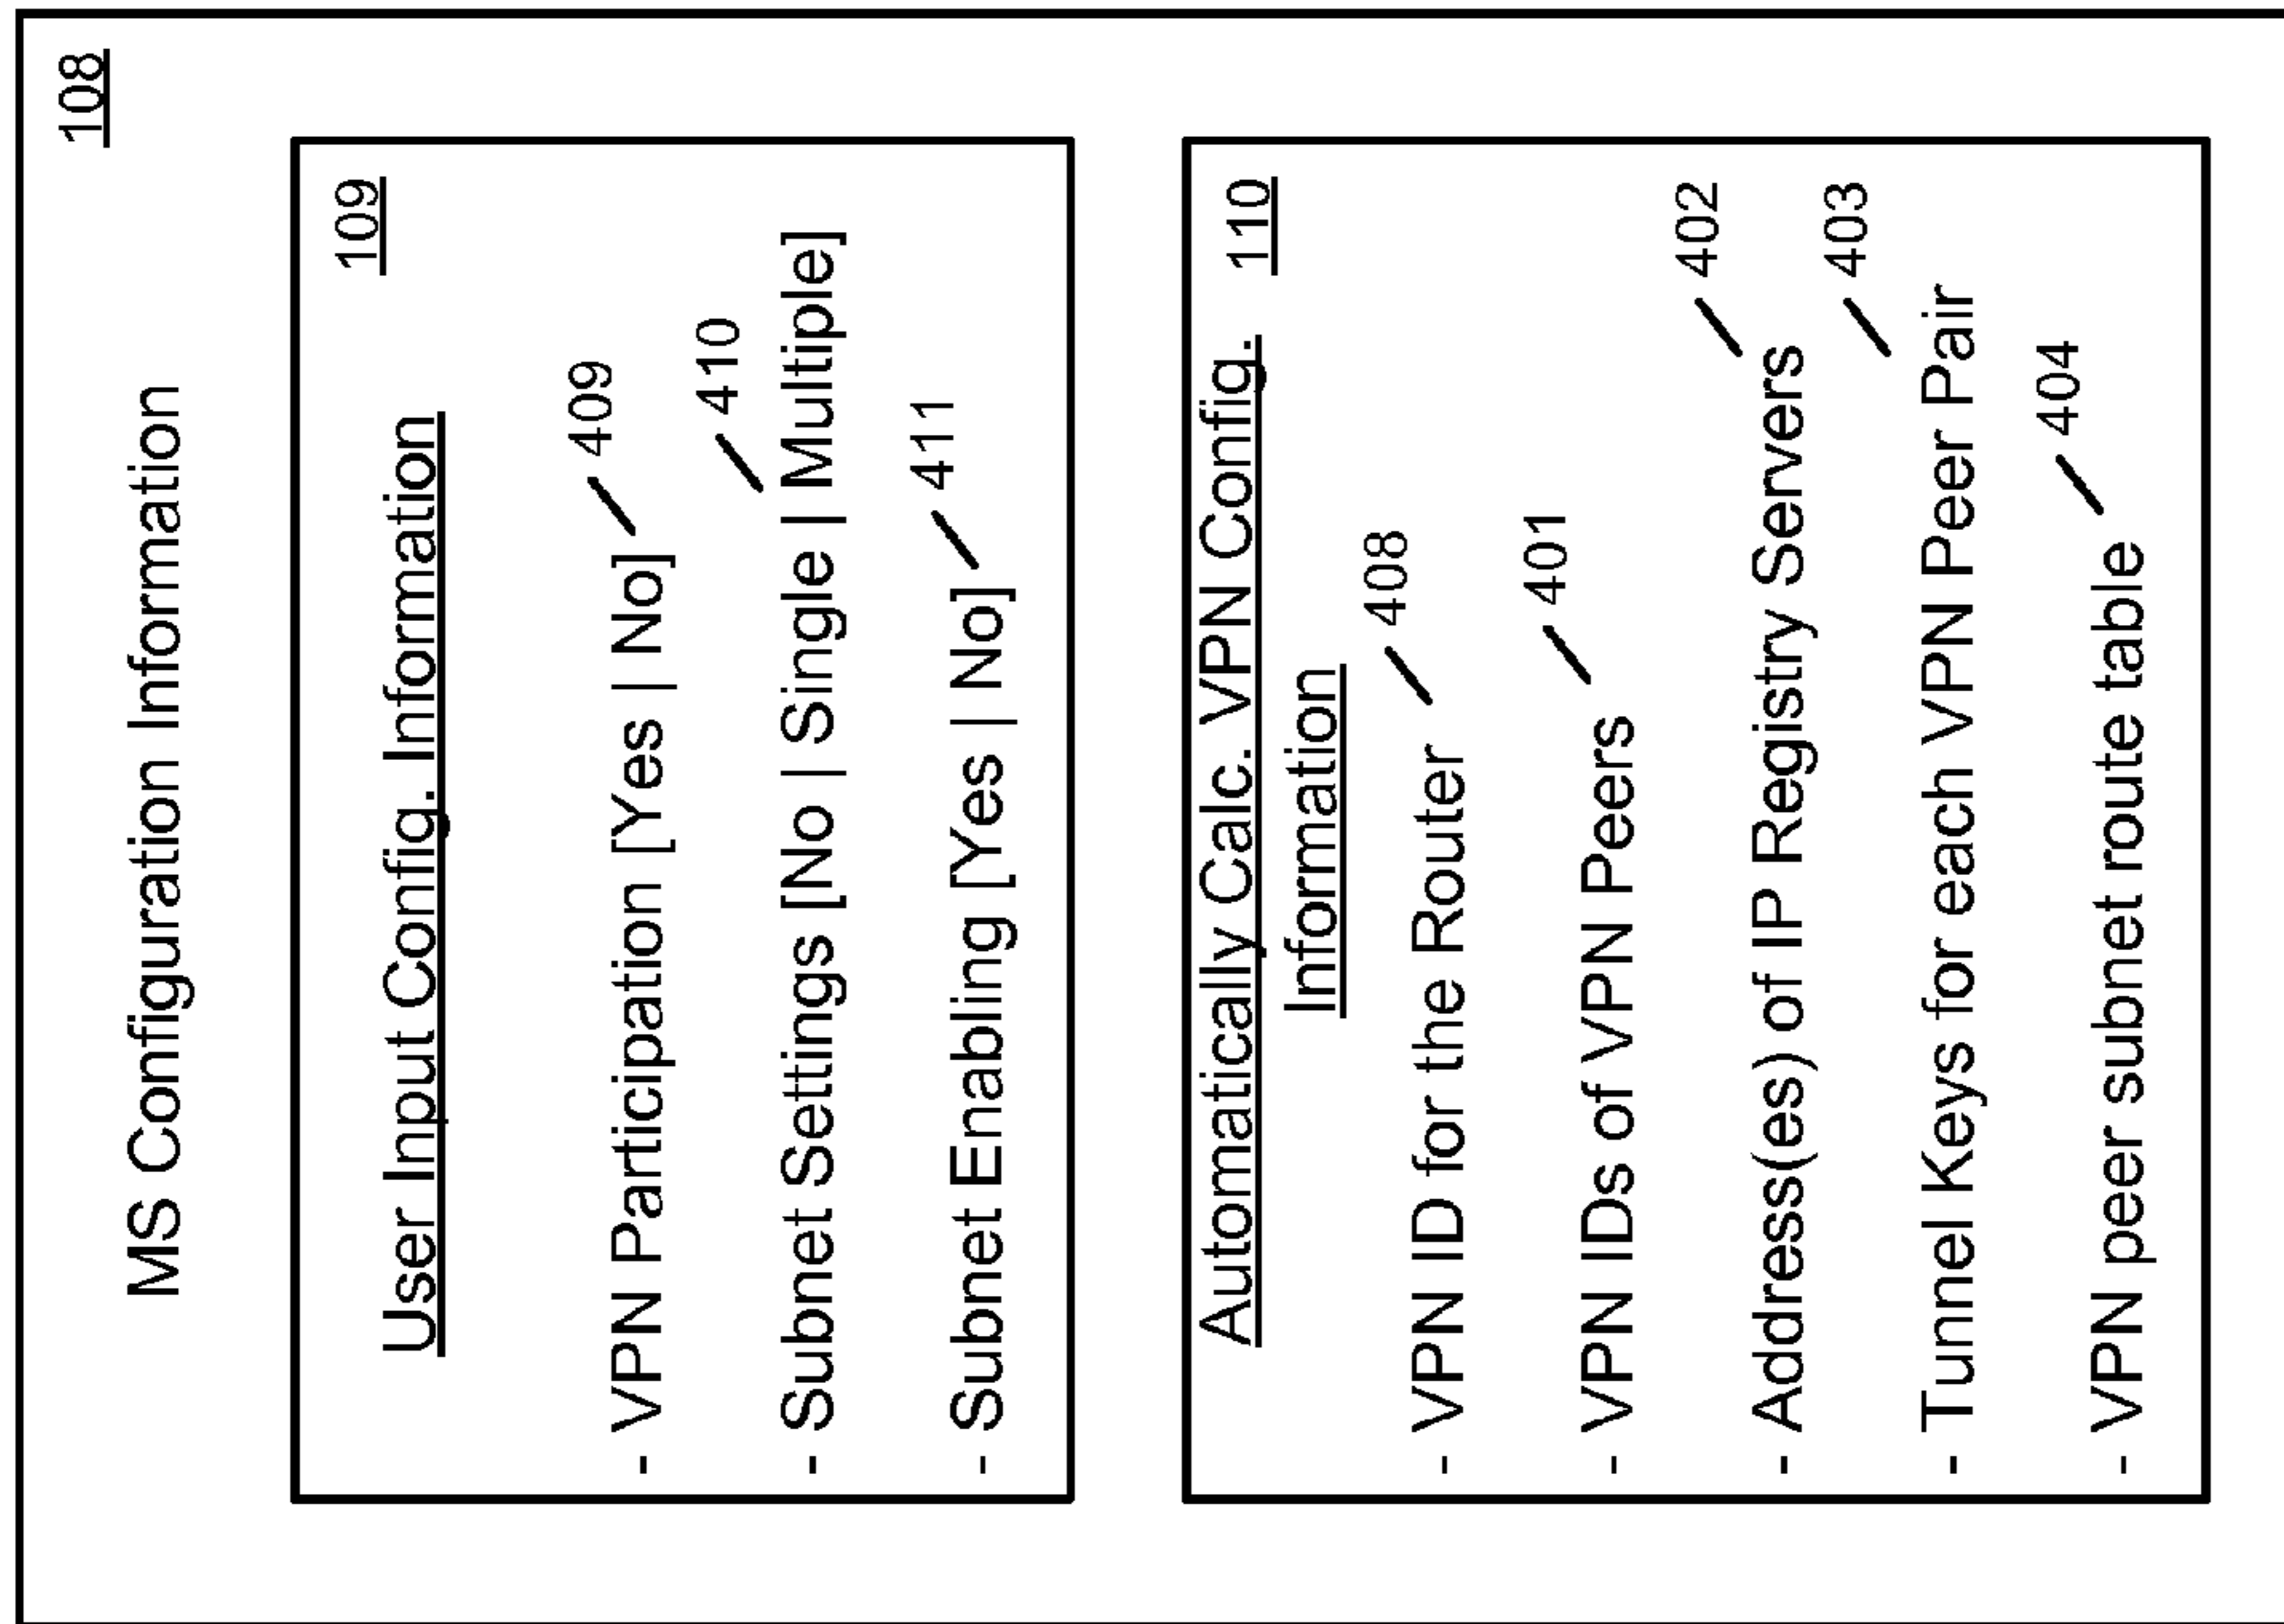 108
MS Configuration Information
109
User Input Config. Information
- VPN Participation [Yes | No] 409
- Subnet Settings [No | Single | Multiple] 410
- Subnet Enabling [Yes | No] 411
110
Automatically Calc. VPN Config.
Information
- VPN ID for the Router 408
- VPN IDs of VPN Peers 401
- Address(es) of IP Registry Servers 402
- Tunnel Keys for each VPN Peer Pair 403
- VPN peer subnet route table 404